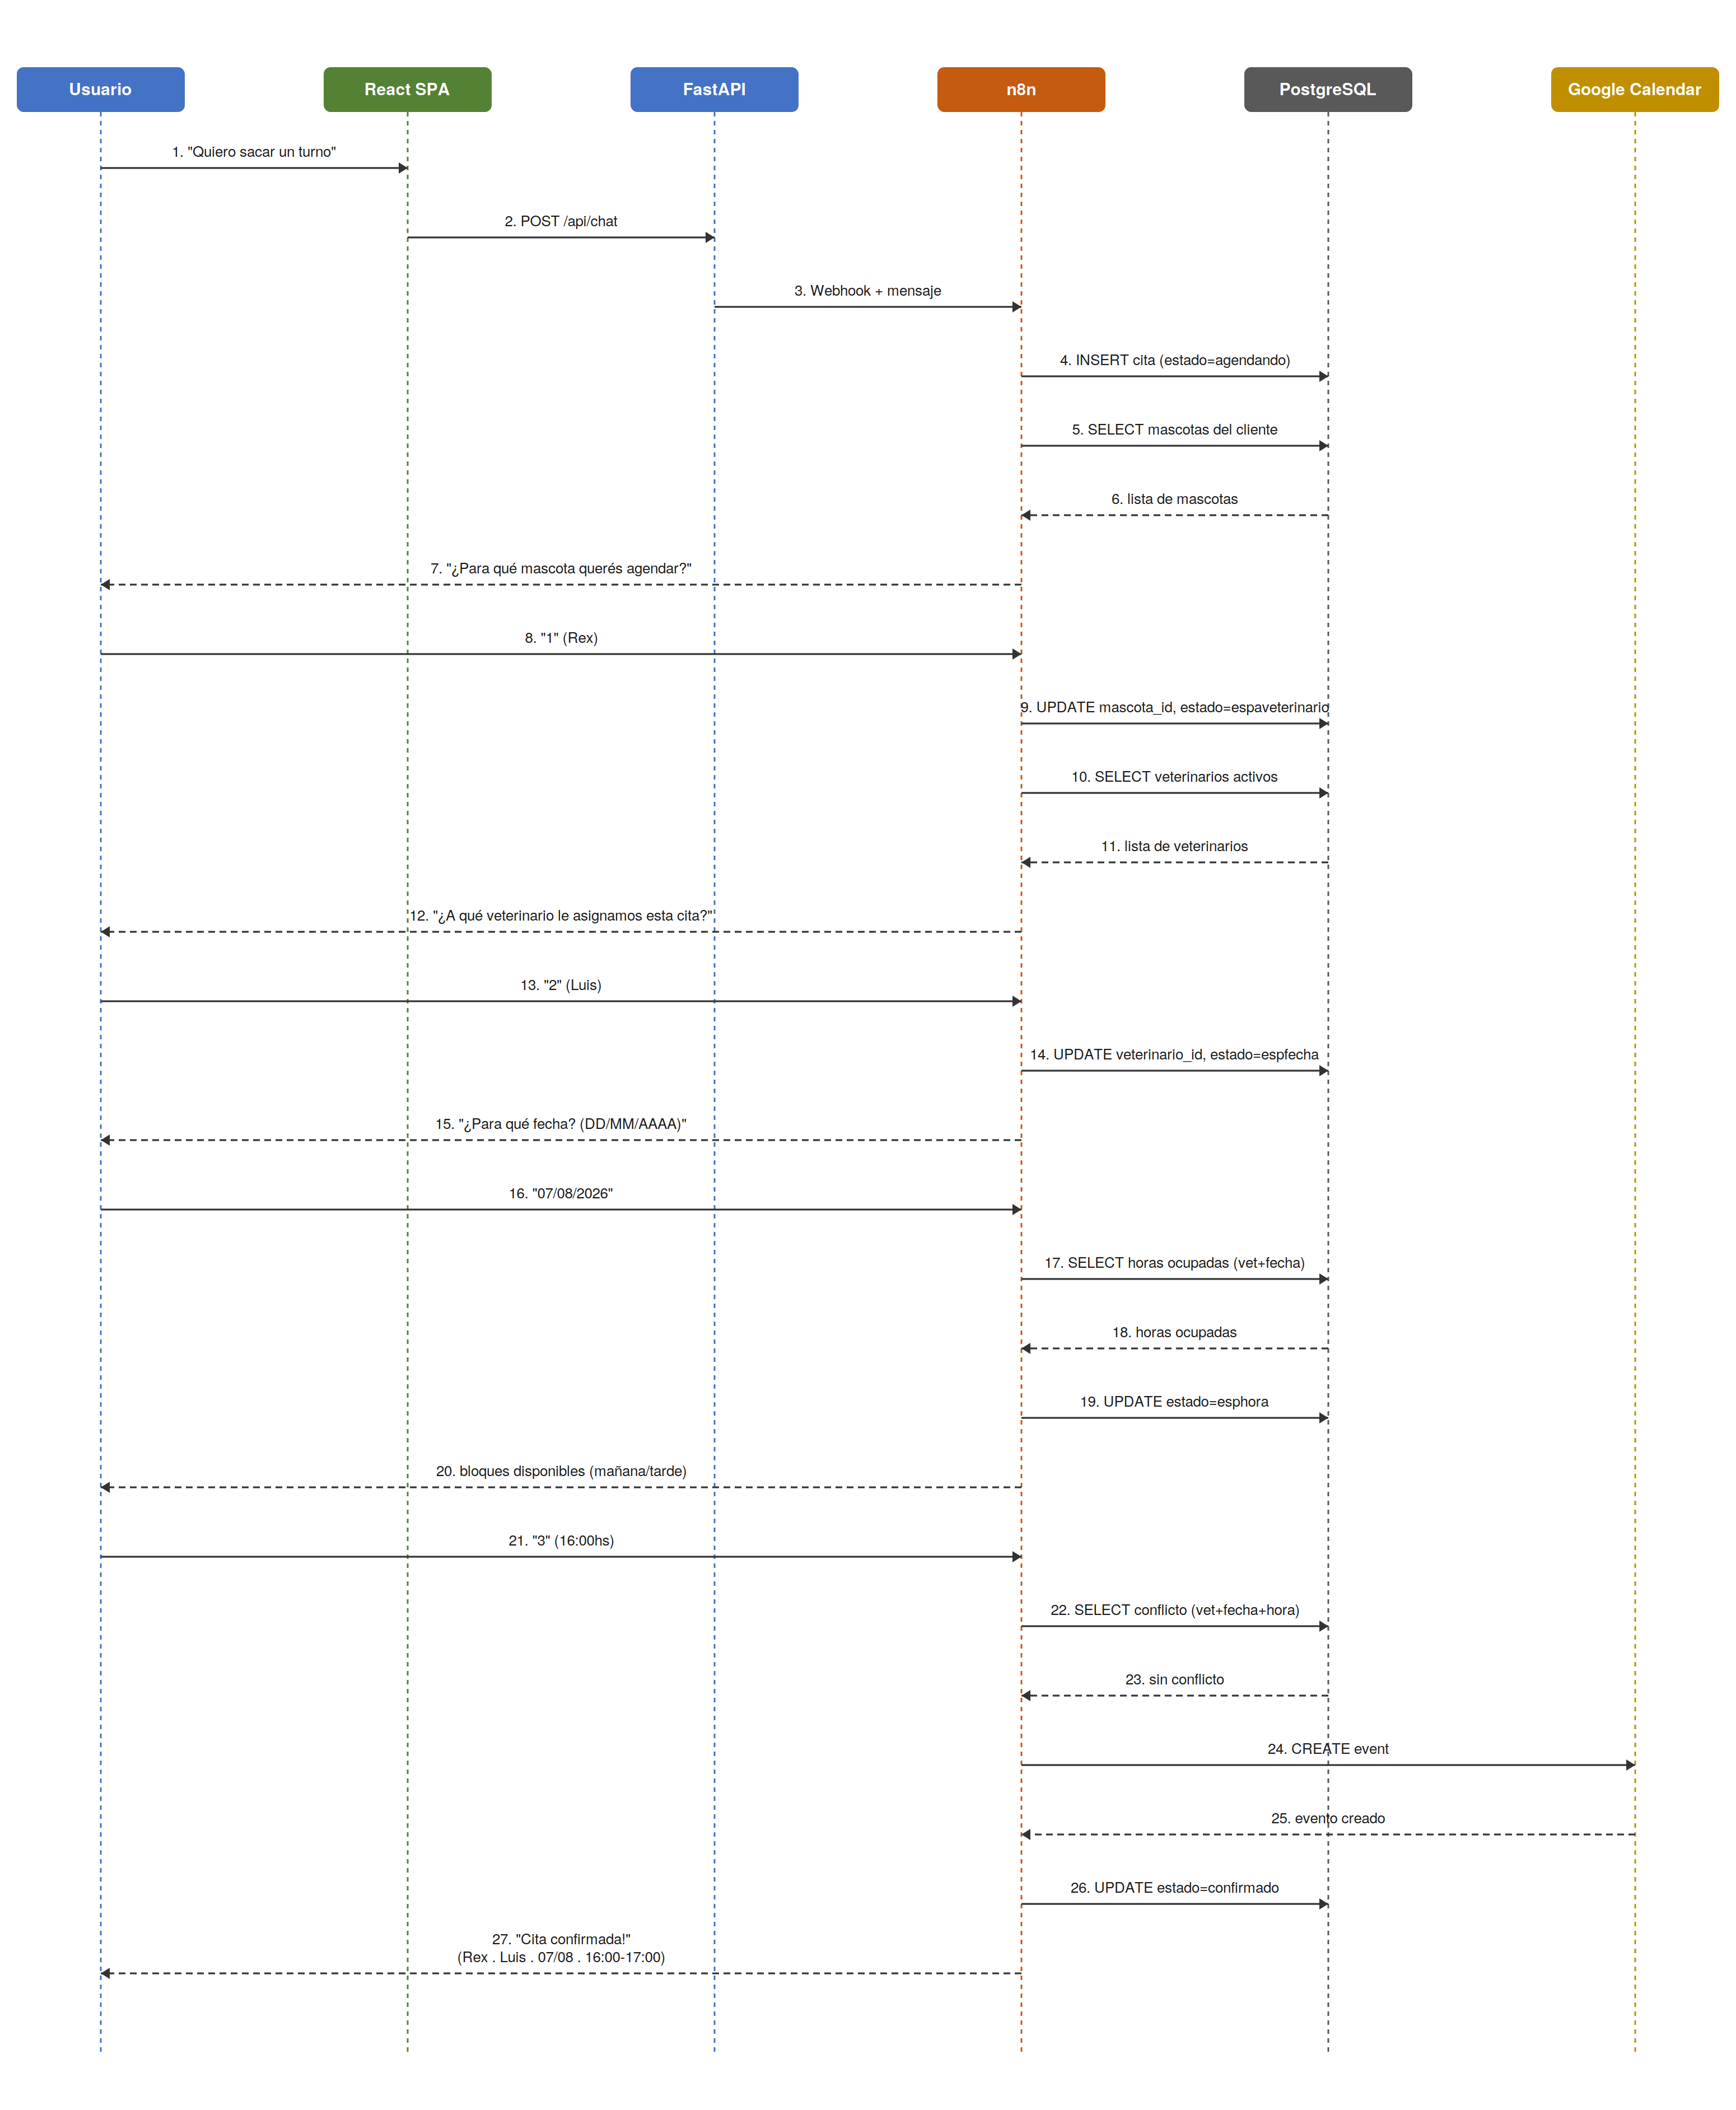 Usuario
React SPA
FastAPI
n8n
PostgreSQL
Google Calendar
1. "Quiero sacar un turno"
2. POST /api/chat
3. Webhook + mensaje
4. INSERT cita (estado=agendando)
5. SELECT mascotas del cliente
6. lista de mascotas
7. "¿Para qué mascota querés agendar?"
8. "1" (Rex)
9. UPDATE mascota_id, estado=espaveterinario
10. SELECT veterinarios activos
11. lista de veterinarios
12. "¿A qué veterinario le asignamos esta cita?"
13. "2" (Luis)
14. UPDATE veterinario_id, estado=espfecha
15. "¿Para qué fecha? (DD/MM/AAAA)"
16. "07/08/2026"
17. SELECT horas ocupadas (vet+fecha)
18. horas ocupadas
19. UPDATE estado=esphora
20. bloques disponibles (mañana/tarde)
21. "3" (16:00hs)
22. SELECT conflicto (vet+fecha+hora)
23. sin conflicto
24. CREATE event
25. evento creado
26. UPDATE estado=confirmado
27. "Cita confirmada!"
(Rex . Luis . 07/08 . 16:00-17:00)